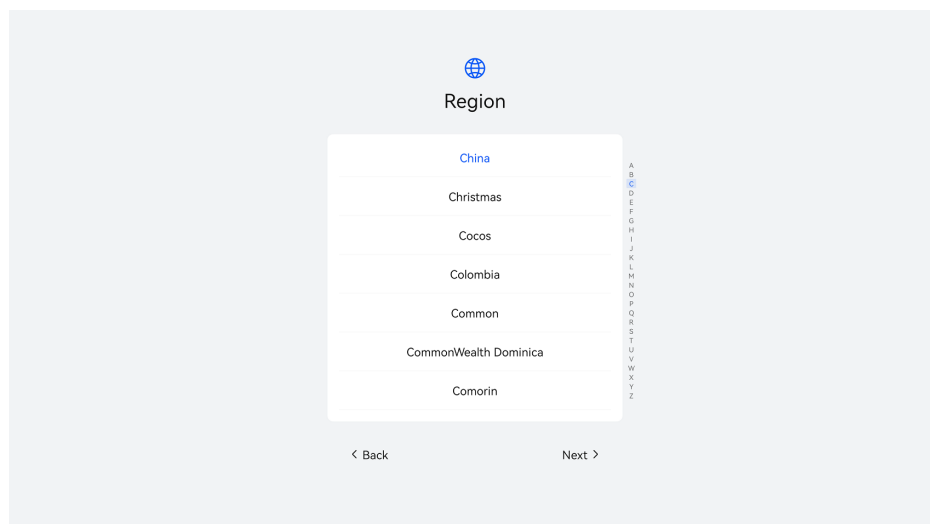 Region
China
Christmas
Cocos
Colombia
Common
CommonWealth Dominica
Comorin
A
B
C
D
E
F
G
H
I
J
K
L
M
N
O
P
Q
R
S
T
U
V
W
X
Y
Z
Back
Next